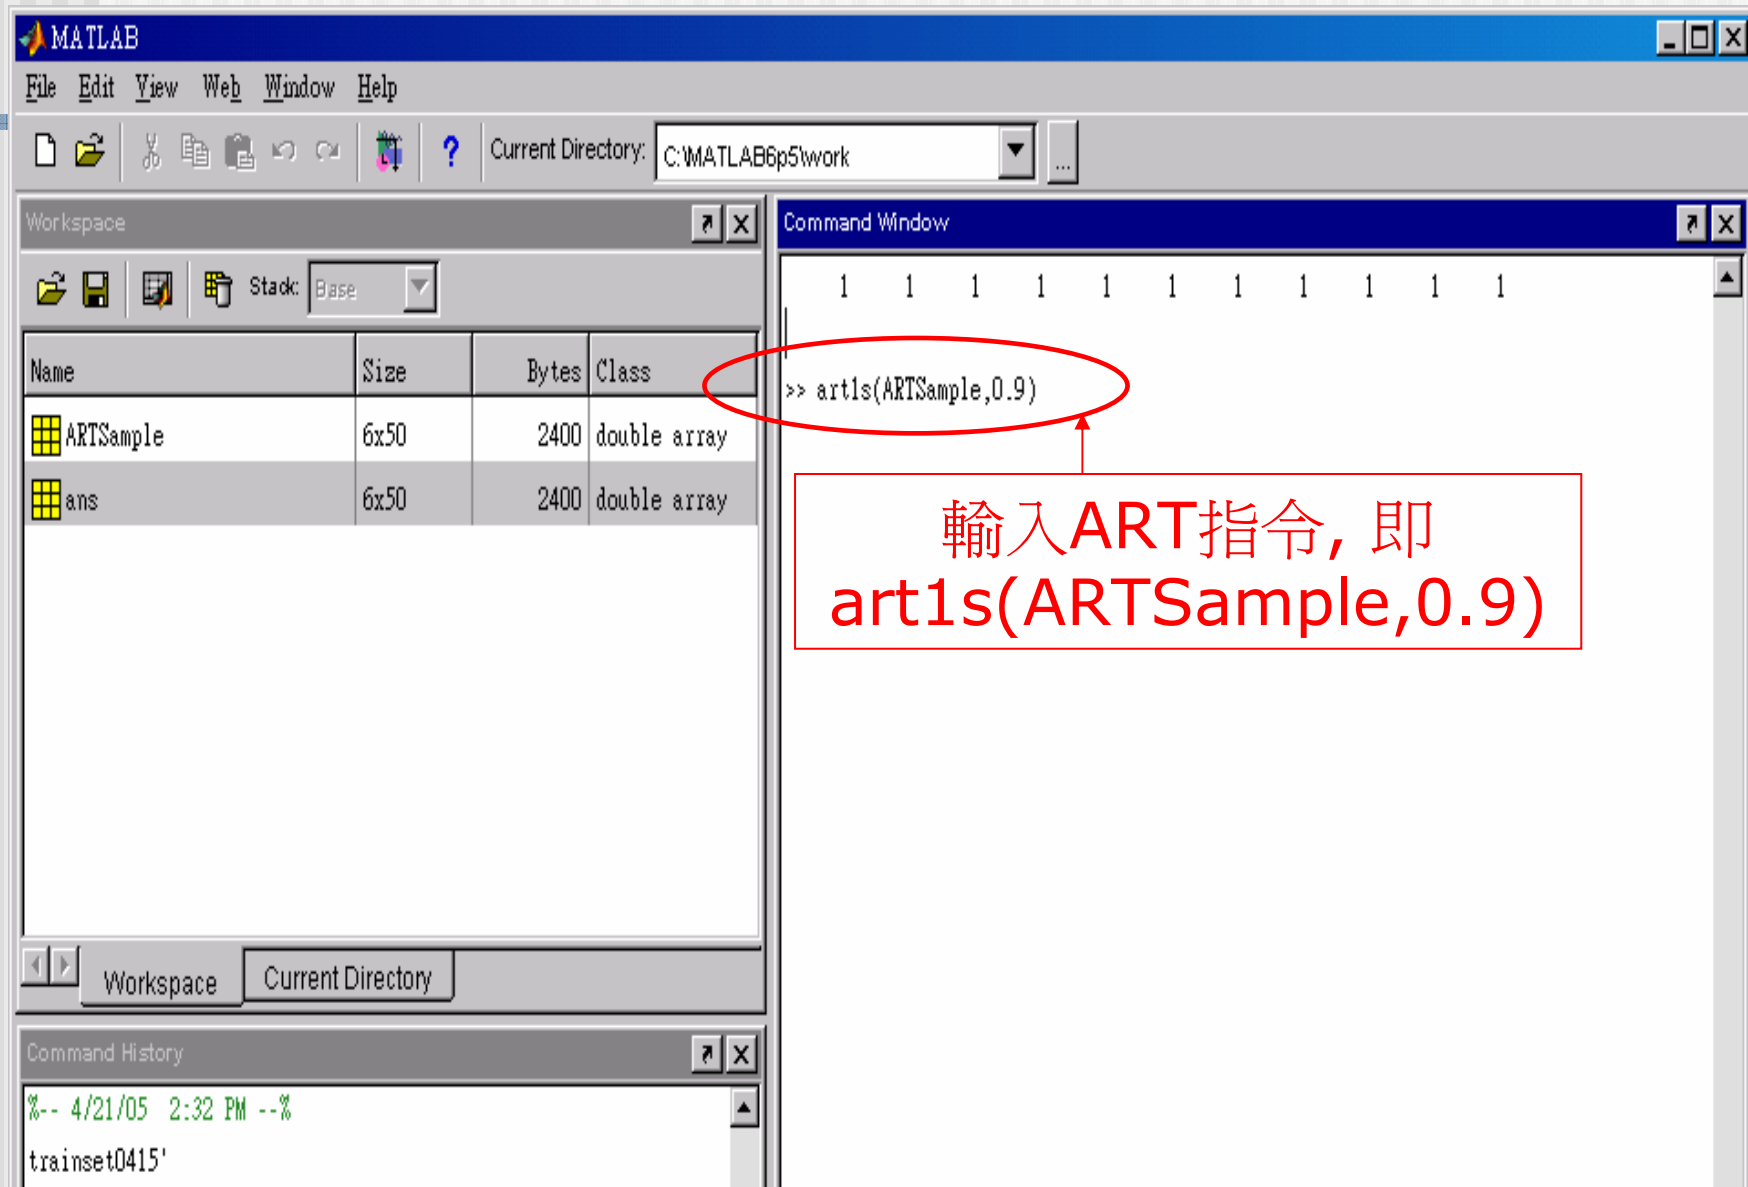 MATLAB
File Edit View Web Window Help
? Current Directory: C:\MATLAB6p5\work ...
Workspace
Stack: Base
Name Size Bytes Class
ARTSample 6x50 2400 double array
ans 6x50 2400 double array
Workspace Current Directory
Command History
%-- 4/21/05 2:32 PM --%
trainset0415'
Command Window
1 1 1 1 1 1 1 1 1 1 1
>> art1s(ARTSample,0.9)
輸入ART指令, 即
art1s(ARTSample,0.9)